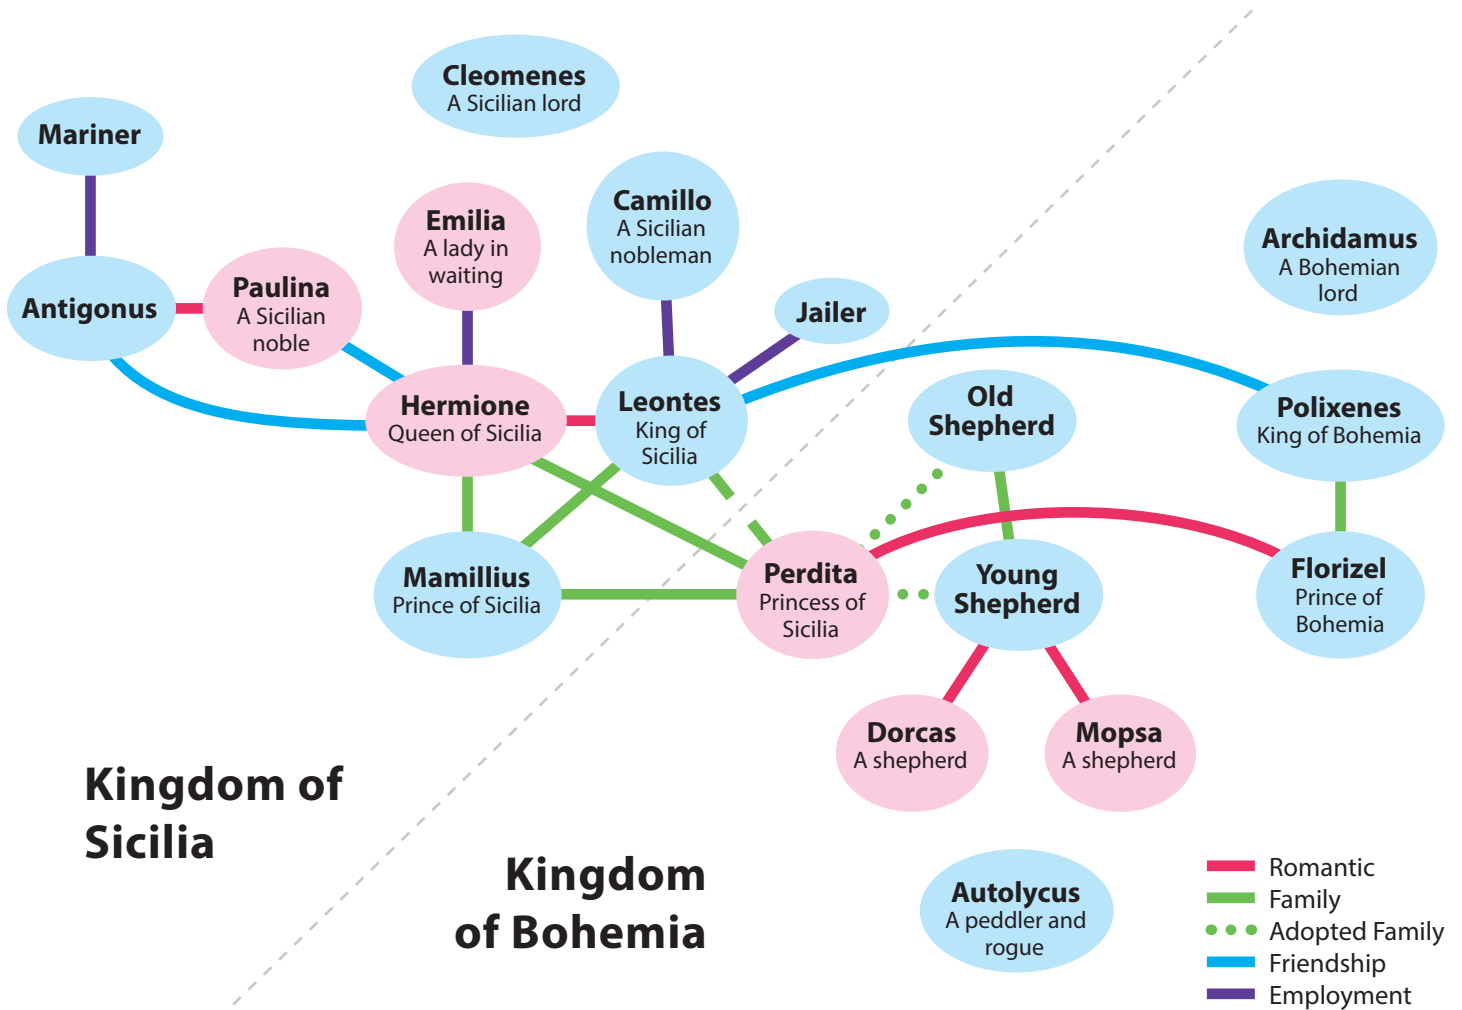 Cleomenes
A Sicilian lord
Mariner
Camillo
A Sicilian
nobleman
Emilia
A lady in
waiting
Archidamus
A Bohemian
lord
Antigonus
Paulina
A Sicilian
noble
Jailer
Hermione
Queen of Sicilia
Leontes
King of
Sicilia
Old
Shepherd
Polixenes
King of Bohemia
Mamillius
Prince of Sicilia
Perdita
Princess of
Sicilia
Young
Shepherd
Florizel
Prince of
Bohemia
Dorcas
A shepherd
Mopsa
A shepherd
Kingdom of
Sicilia
Kingdom
of Bohemia
Autolycus
A peddler and
rogue
Romantic
Family
Adopted Family
Friendship
Employment